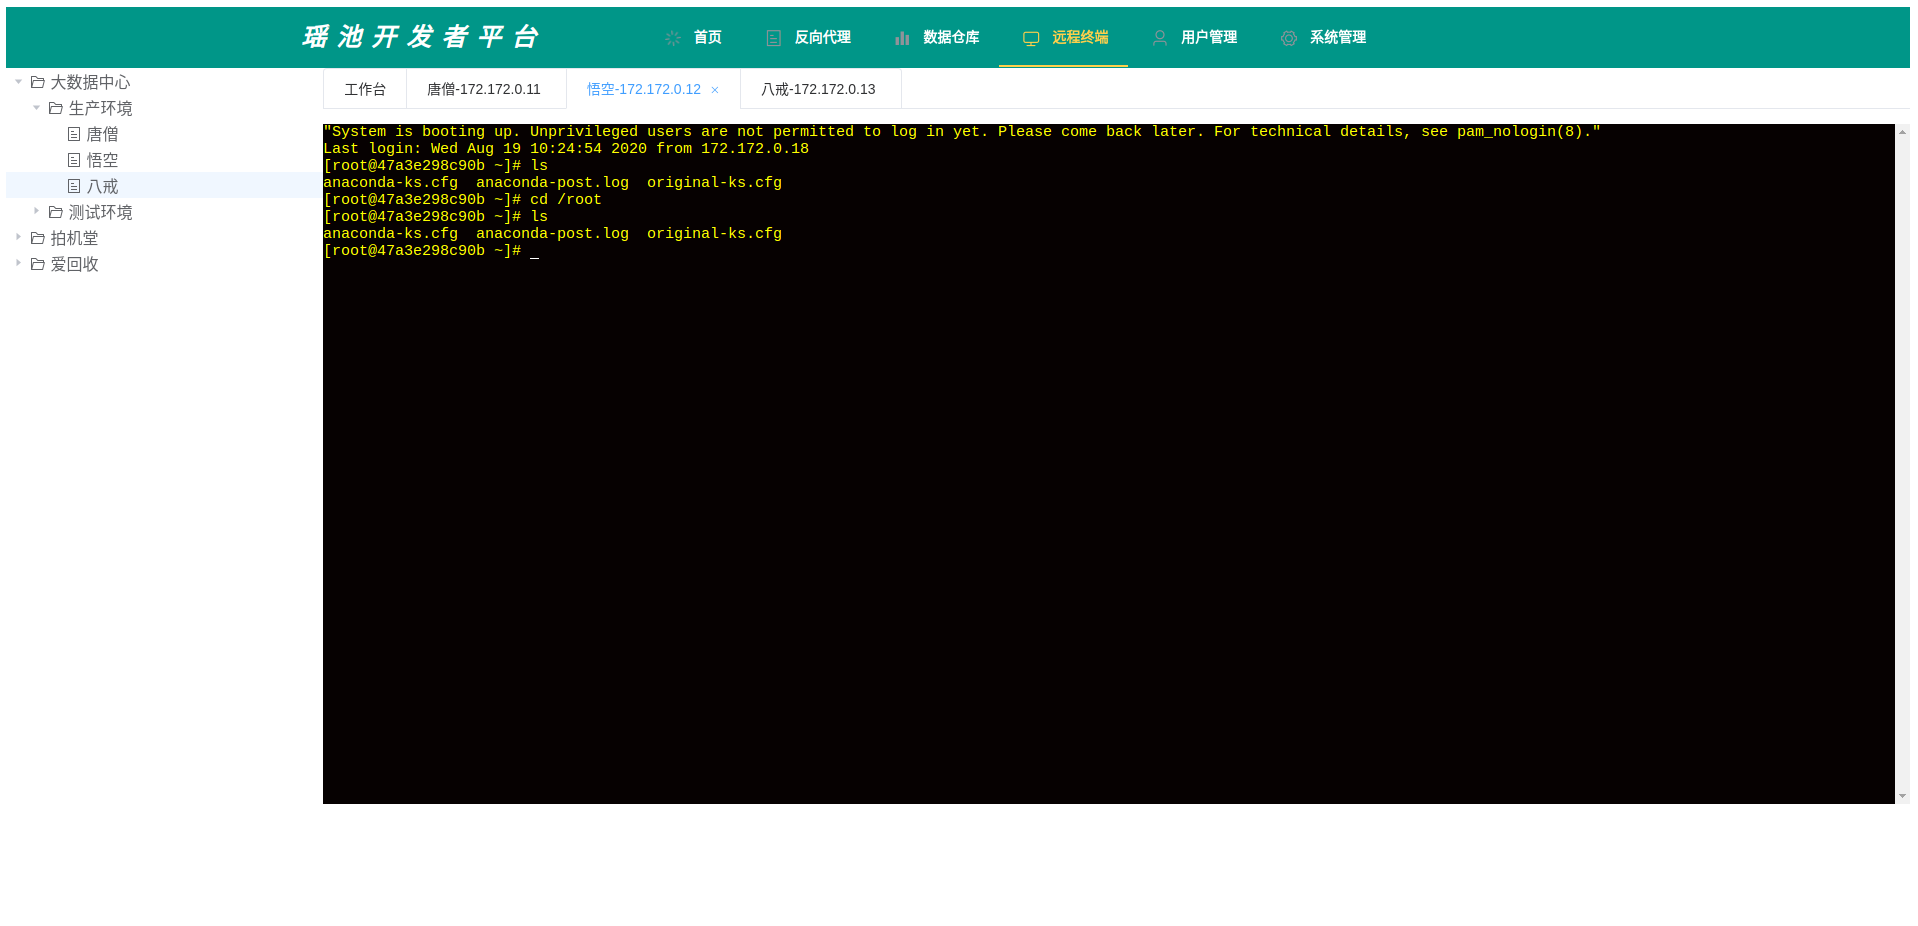 瑶池开发者平台 首页 反向代理 数据仓库 远程终端 用户管理 系统管理
大数据中心
生产环境
唐僧
悟空
八戒
测试环境
拍机堂
爱回收
工作台 唐僧-172.172.0.11 悟空-172.172.0.12 × 八戒-172.172.0.13
"System is booting up. Unprivileged users are not permitted to log in yet. Please come back later. For technical details, see pam_nologin(8)."
Last login: Wed Aug 19 10:24:54 2020 from 172.172.0.18
[root@47a3e298c90b ~]# ls
anaconda-ks.cfg  anaconda-post.log  original-ks.cfg
[root@47a3e298c90b ~]# cd /root
[root@47a3e298c90b ~]# ls
anaconda-ks.cfg  anaconda-post.log  original-ks.cfg
[root@47a3e298c90b ~]# _